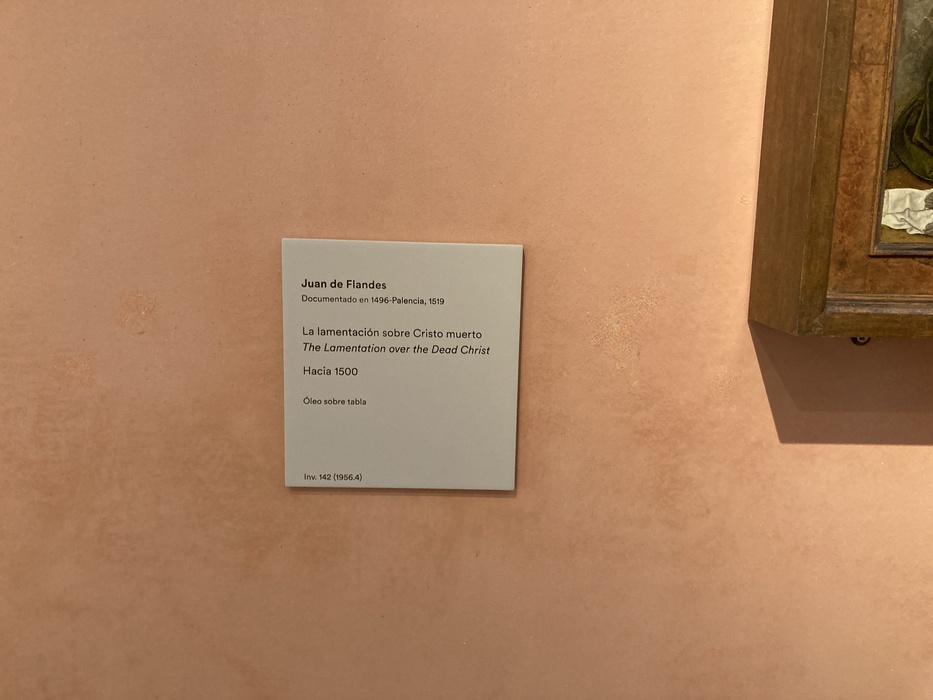 Juan de Flandes
Documentado en 1496-Palencia, 1519
La lamentación sobre Cristo muerto
The Lamentation over the Dead Christ
Hacia 1500
Óleo sobre tabla
Inv. 142 (1956.4)